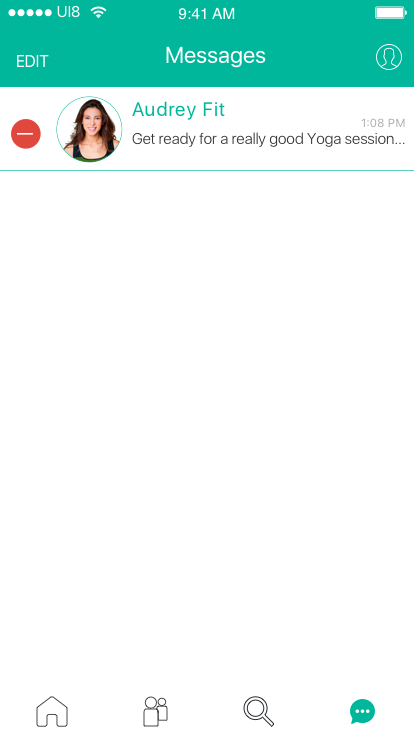 UI8
9:41 AM
EDIT
Messages
Audrey Fit
1:08 PM
Get ready for a really good Yoga session...